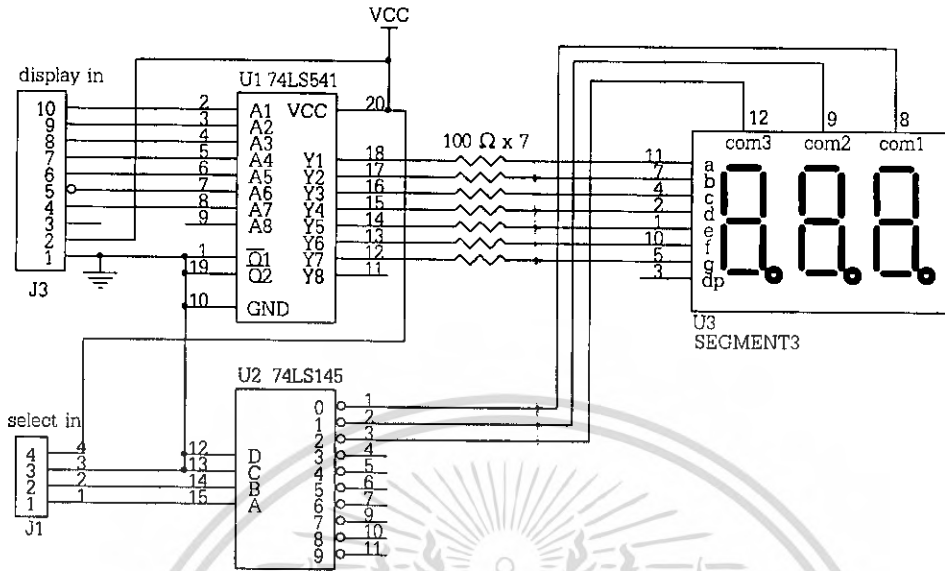 VCC
display in
10
9
8
7
6
5
4
3
2
1
J3
2
3
4
5
6
7
8
9
1
19
10
U1 74LS541
A1
A2
A3
A4
A5
A6
A7
A8
Q1
Q2
GND
VCC
Y1
Y2
Y3
Y4
Y5
Y6
Y7
Y8
20
18
17
16
15
14
13
12
11
100 Ω x 7
12
9
8
com3
com2
com1
11
7
4
2
1
10
5
3
a
b
c
d
e
f
g
dp
U3
SEGMENT3
select in
4
3
2
1
J1
4
3
2
1
12
13
14
15
U2 74LS145
D
C
B
A
0
1
2
3
4
5
6
7
8
9
1
2
3
4
5
6
7
9
10
11